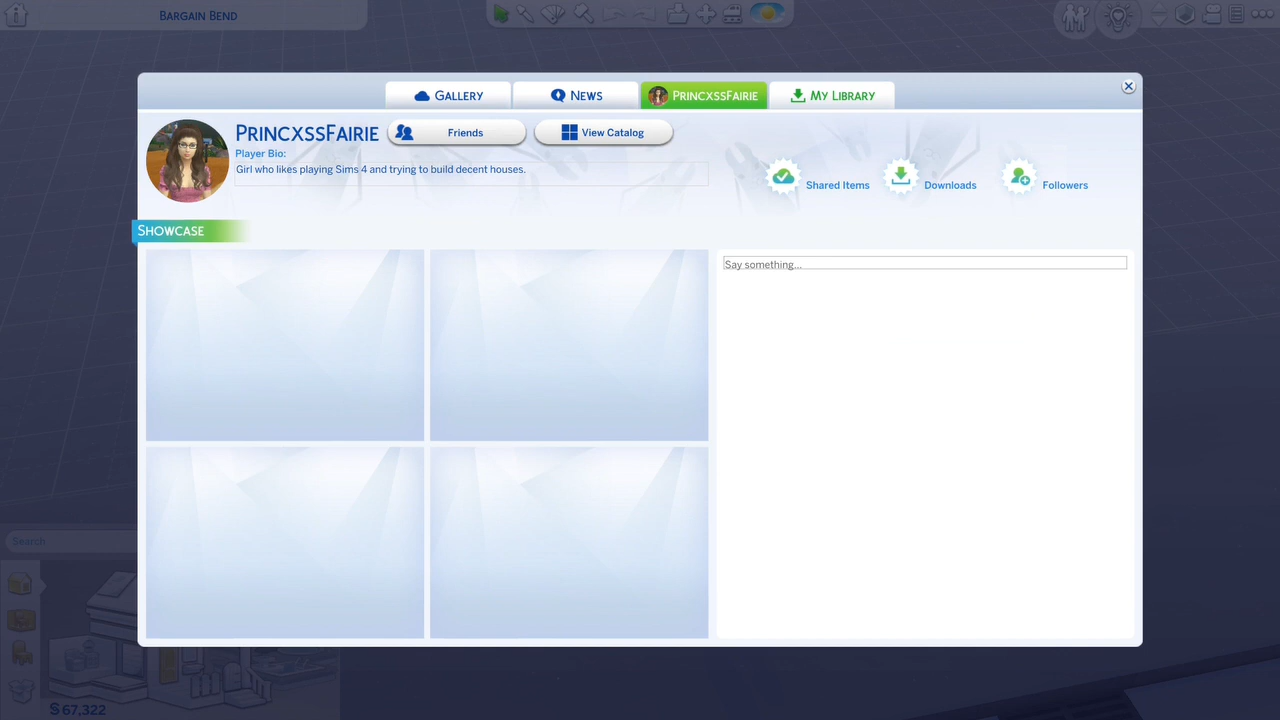 BARGAIN BEND
GALLERY
NEWS
PRINCXSSFAIRIE
MY LIBRARY
PRINCXSSFAIRIE
Friends
View Catalog
Player Bio:
Girl who likes playing Sims 4 and trying to build decent houses.
Shared Items
Downloads
Followers
SHOWCASE
Say something...
Search
§67,322